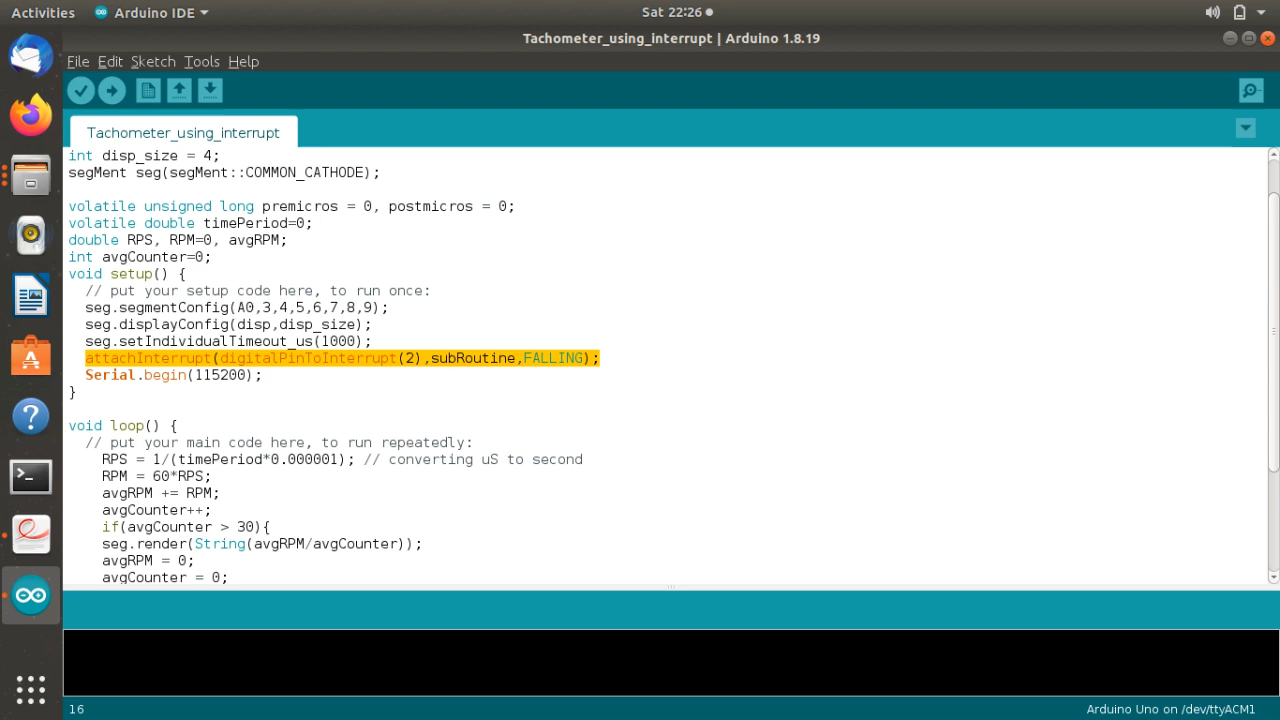 Activities
Arduino IDE
Sat 22:26
Tachometer_using_interrupt | Arduino 1.8.19
File Edit Sketch Tools Help
Tachometer_using_interrupt
int disp_size = 4;
segMent seg(segMent::COMMON_CATHODE);
volatile unsigned long premicros = 0, postmicros = 0;
volatile double timePeriod=0;
double RPS, RPM=0, avgRPM;
int avgCounter=0;
void setup() {
// put your setup code here, to run once:
seg.segmentConfig(A0,3,4,5,6,7,8,9);
seg.displayConfig(disp,disp_size);
seg.setIndividualTimeout_us(1000);
attachInterrupt(digitalPinToInterrupt(2),subRoutine,FALLING);
Serial.begin(115200);
}
void loop() {
// put your main code here, to run repeatedly:
RPS = 1/(timePeriod*0.000001); // converting uS to second
RPM = 60*RPS;
avgRPM += RPM;
avgCounter++;
if(avgCounter > 30){
seg.render(String(avgRPM/avgCounter));
avgRPM = 0;
avgCounter = 0;
16
Arduino Uno on /dev/ttyACM1